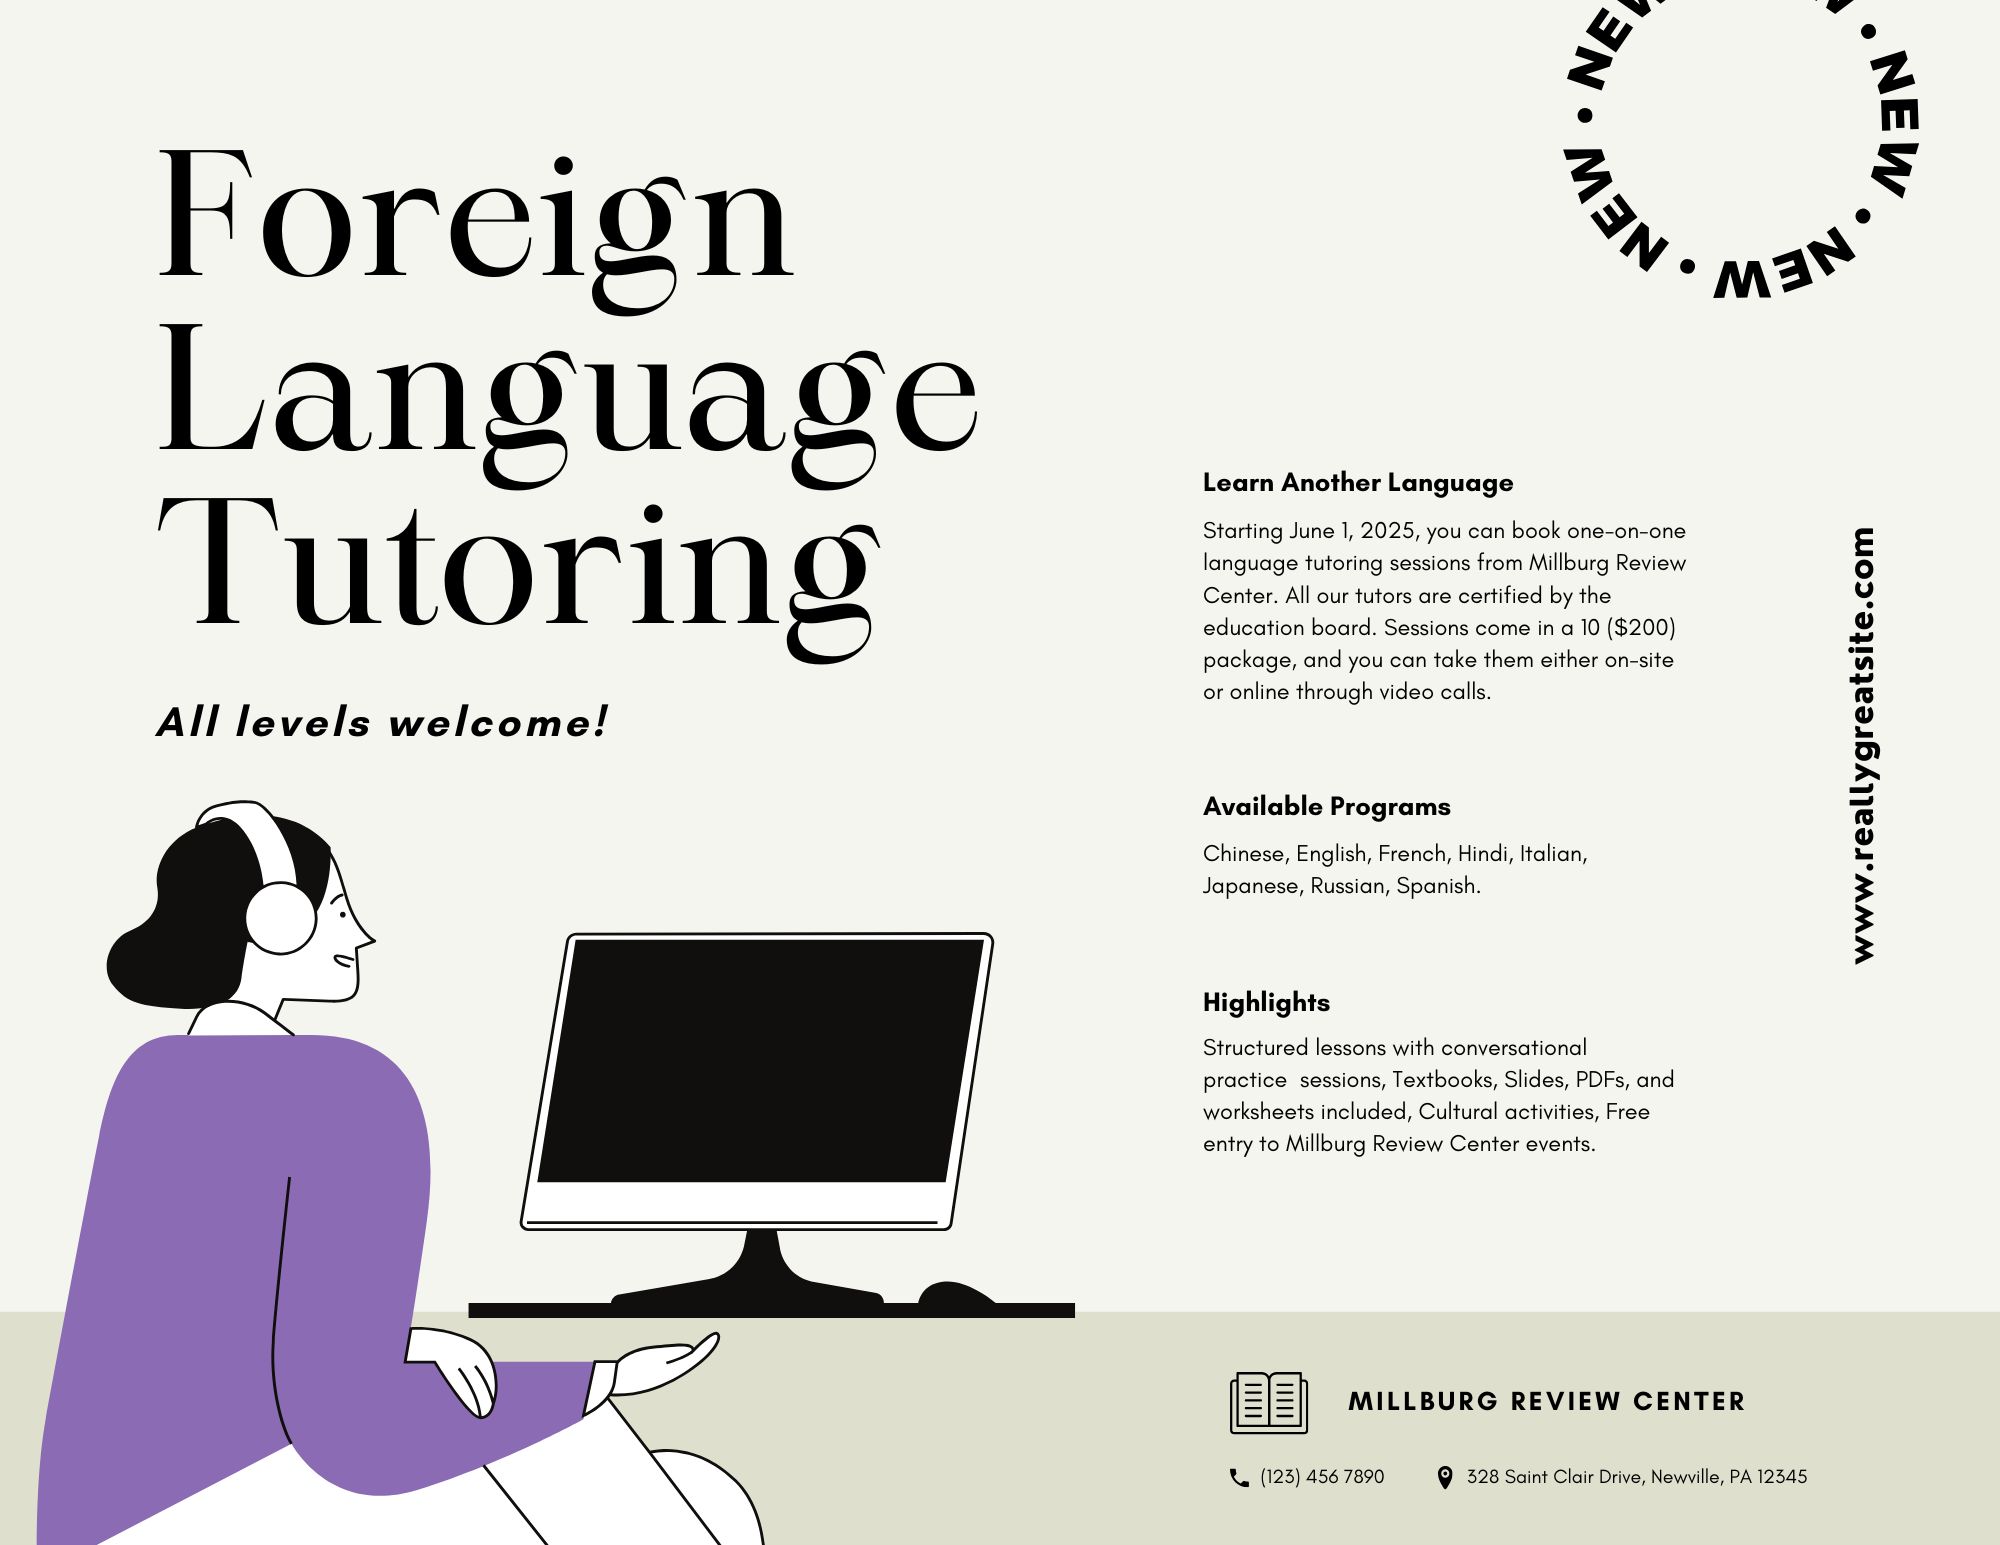 Foreign
Language
Tutoring
All levels welcome!
NEW • NEW • NEW • NEW • NEW •
Learn Another Language
Starting June 1, 2025, you can book one-on-one
language tutoring sessions from Millburg Review
Center. All our tutors are certified by the
education board. Sessions come in a 10 ($200)
package, and you can take them either on-site
or online through video calls.
Available Programs
Chinese, English, French, Hindi, Italian,
Japanese, Russian, Spanish.
Highlights
Structured lessons with conversational
practice  sessions, Textbooks, Slides, PDFs, and
worksheets included, Cultural activities, Free
entry to Millburg Review Center events.
www.reallygreatsite.com
MILLBURG REVIEW CENTER
(123) 456 7890
328 Saint Clair Drive, Newville, PA 12345